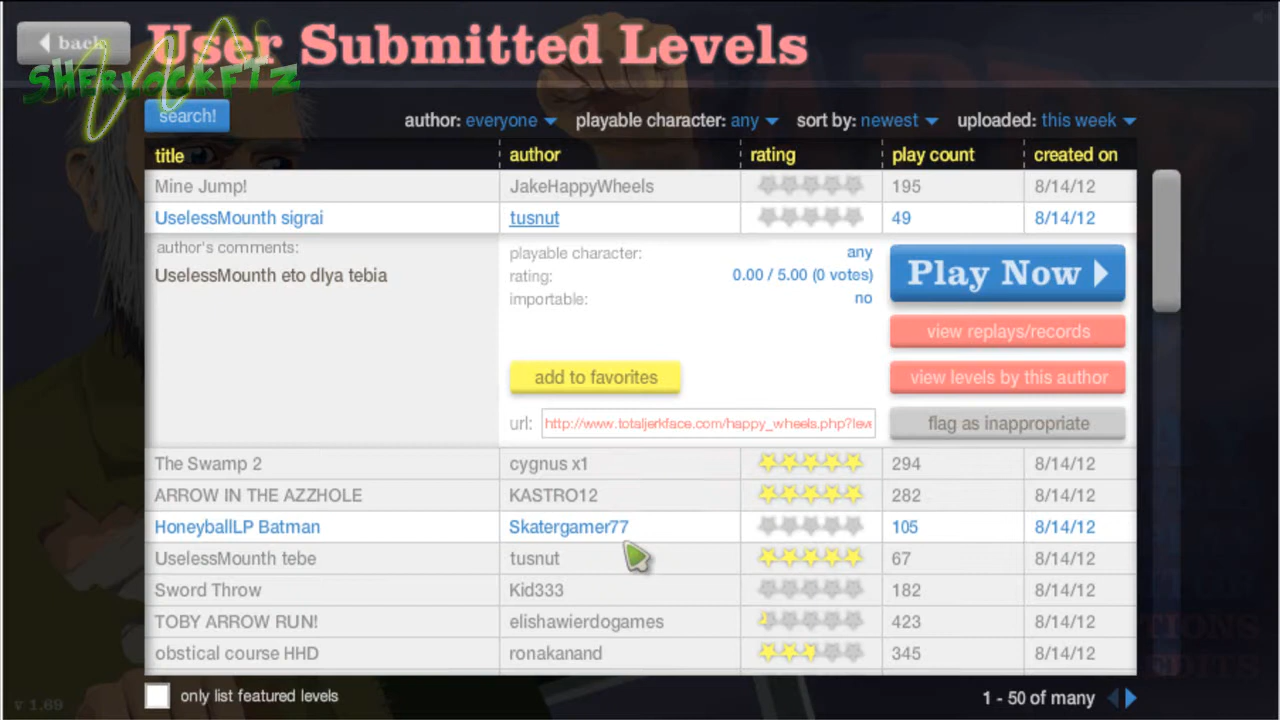 back
User Submitted Levels
SHERLOCKFTZ
search!
author: everyone playable character: any sort by: newest uploaded: this week
title author rating play count created on
Mine Jump! JakeHappyWheels 195 8/14/12
UselessMounth sigrai tusnut 49 8/14/12
author's comments:
UselessMounth eto dlya tebia
playable character: any
rating: 0.00 / 5.00 (0 votes)
importable: no
Play Now
view replays/records
add to favorites
view levels by this author
url: http://www.totaljerkface.com/happy_wheels.php?lev
flag as inappropriate
The Swamp 2 cygnus x1 294 8/14/12
ARROW IN THE AZZHOLE KASTRO12 282 8/14/12
HoneyballLP Batman Skatergamer77 105 8/14/12
UselessMounth tebe tusnut 67 8/14/12
Sword Throw Kid333 182 8/14/12
TOBY ARROW RUN! elishawierdogames 423 8/14/12
obstical course HHD ronakanand 345 8/14/12
only list featured levels
1 - 50 of many
v 1.69